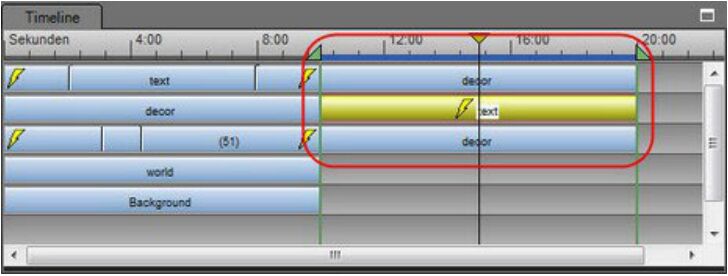 Timeline
Sekunden 4:00 8:00 12:00 16:00 20:00
text decor
decor text
(51) decor
world
Background